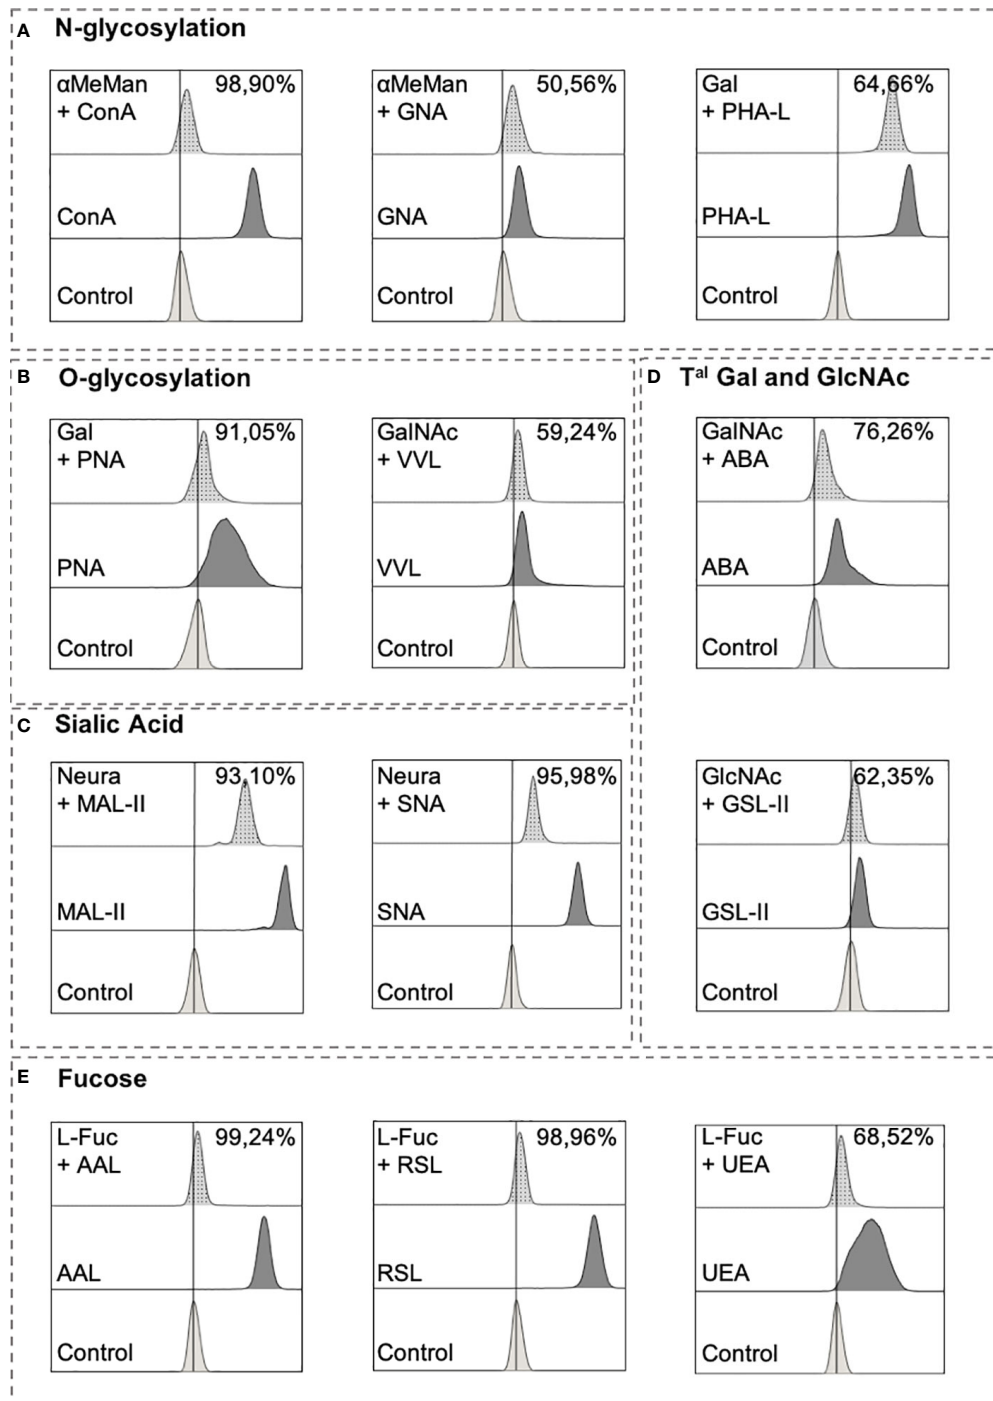 A N-glycosylation
αMeMan 98,90%
+ ConA
ConA
Control
αMeMan 50,56%
+ GNA
GNA
Control
Gal 64,66%
+ PHA-L
PHA-L
Control
B O-glycosylation
Gal 91,05%
+ PNA
PNA
Control
GalNAc 59,24%
+ VVL
VVL
Control
D Tᵃˡ Gal and GlcNAc
GalNAc 76,26%
+ ABA
ABA
Control
GlcNAc 62,35%
+ GSL-II
GSL-II
Control
C Sialic Acid
Neura 93,10%
+ MAL-II
MAL-II
Control
Neura 95,98%
+ SNA
SNA
Control
E Fucose
L-Fuc 99,24%
+ AAL
AAL
Control
L-Fuc 98,96%
+ RSL
RSL
Control
L-Fuc 68,52%
+ UEA
UEA
Control